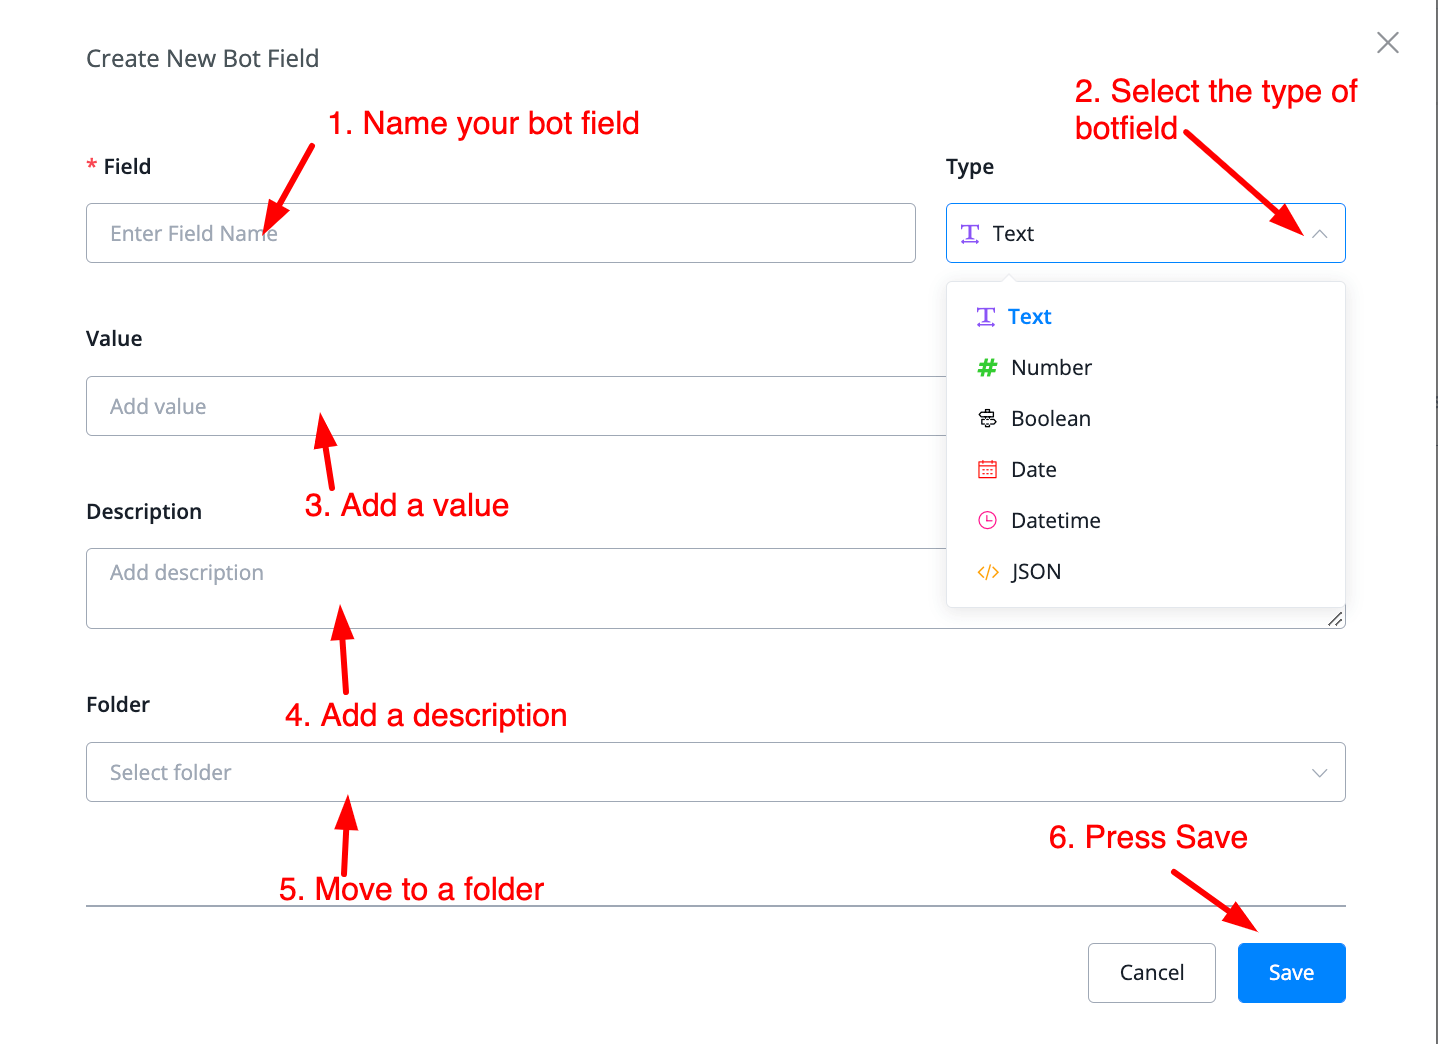 Create New Bot Field
1. Name your bot field
2. Select the type of
botfield
* Field
Type
Enter Field Name
Text
Text
Value
Number
Add value
Boolean
Date
3. Add a value
Description
Datetime
Add description
JSON
Folder
4. Add a description
Select folder
6. Press Save
5. Move to a folder
Cancel
Save